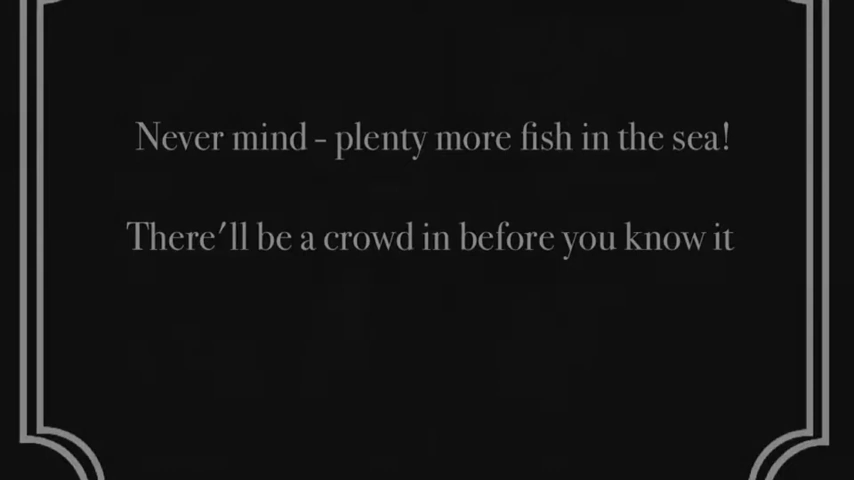 Never mind - plenty more fish in the sea!
There'll be a crowd in before you know it